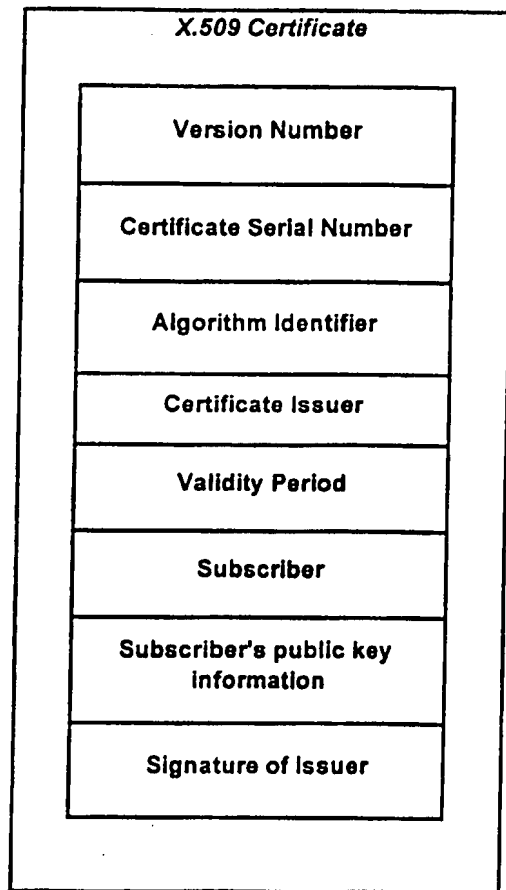 X.509 Certificate
Version Number
Certificate Serial Number
Algorithm Identifier
Certificate Issuer
Validity Period
Subscriber
Subscriber's public key
information
Signature of Issuer